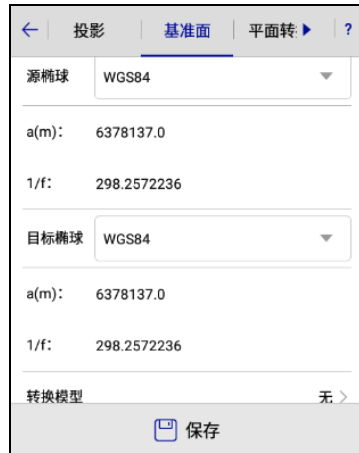 ← 投影 基准面 平面转 ?
源椭球 WGS84
a(m): 6378137.0
1/f: 298.2572236
目标椭球 WGS84
a(m): 6378137.0
1/f: 298.2572236
转换模型 无
保存